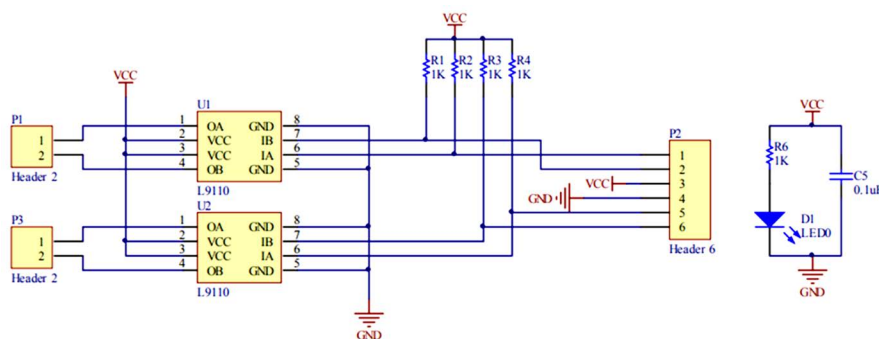 VCC
R1
1K
R2
1K
R3
1K
R4
1K
VCC
P1
1
2
Header 2
U1
1
2
3
4
OA
VCC
VCC
OB
GND
IB
IA
GND
8
7
6
5
L9110
P3
1
2
Header 2
U2
1
2
3
4
OA
VCC
VCC
OB
GND
IB
IA
GND
8
7
6
5
L9110
GND
P2
1
2
3
4
5
6
VCC
GND
Header 6
VCC
R6
1K
C5
0.1uF
D1
LED0
GND